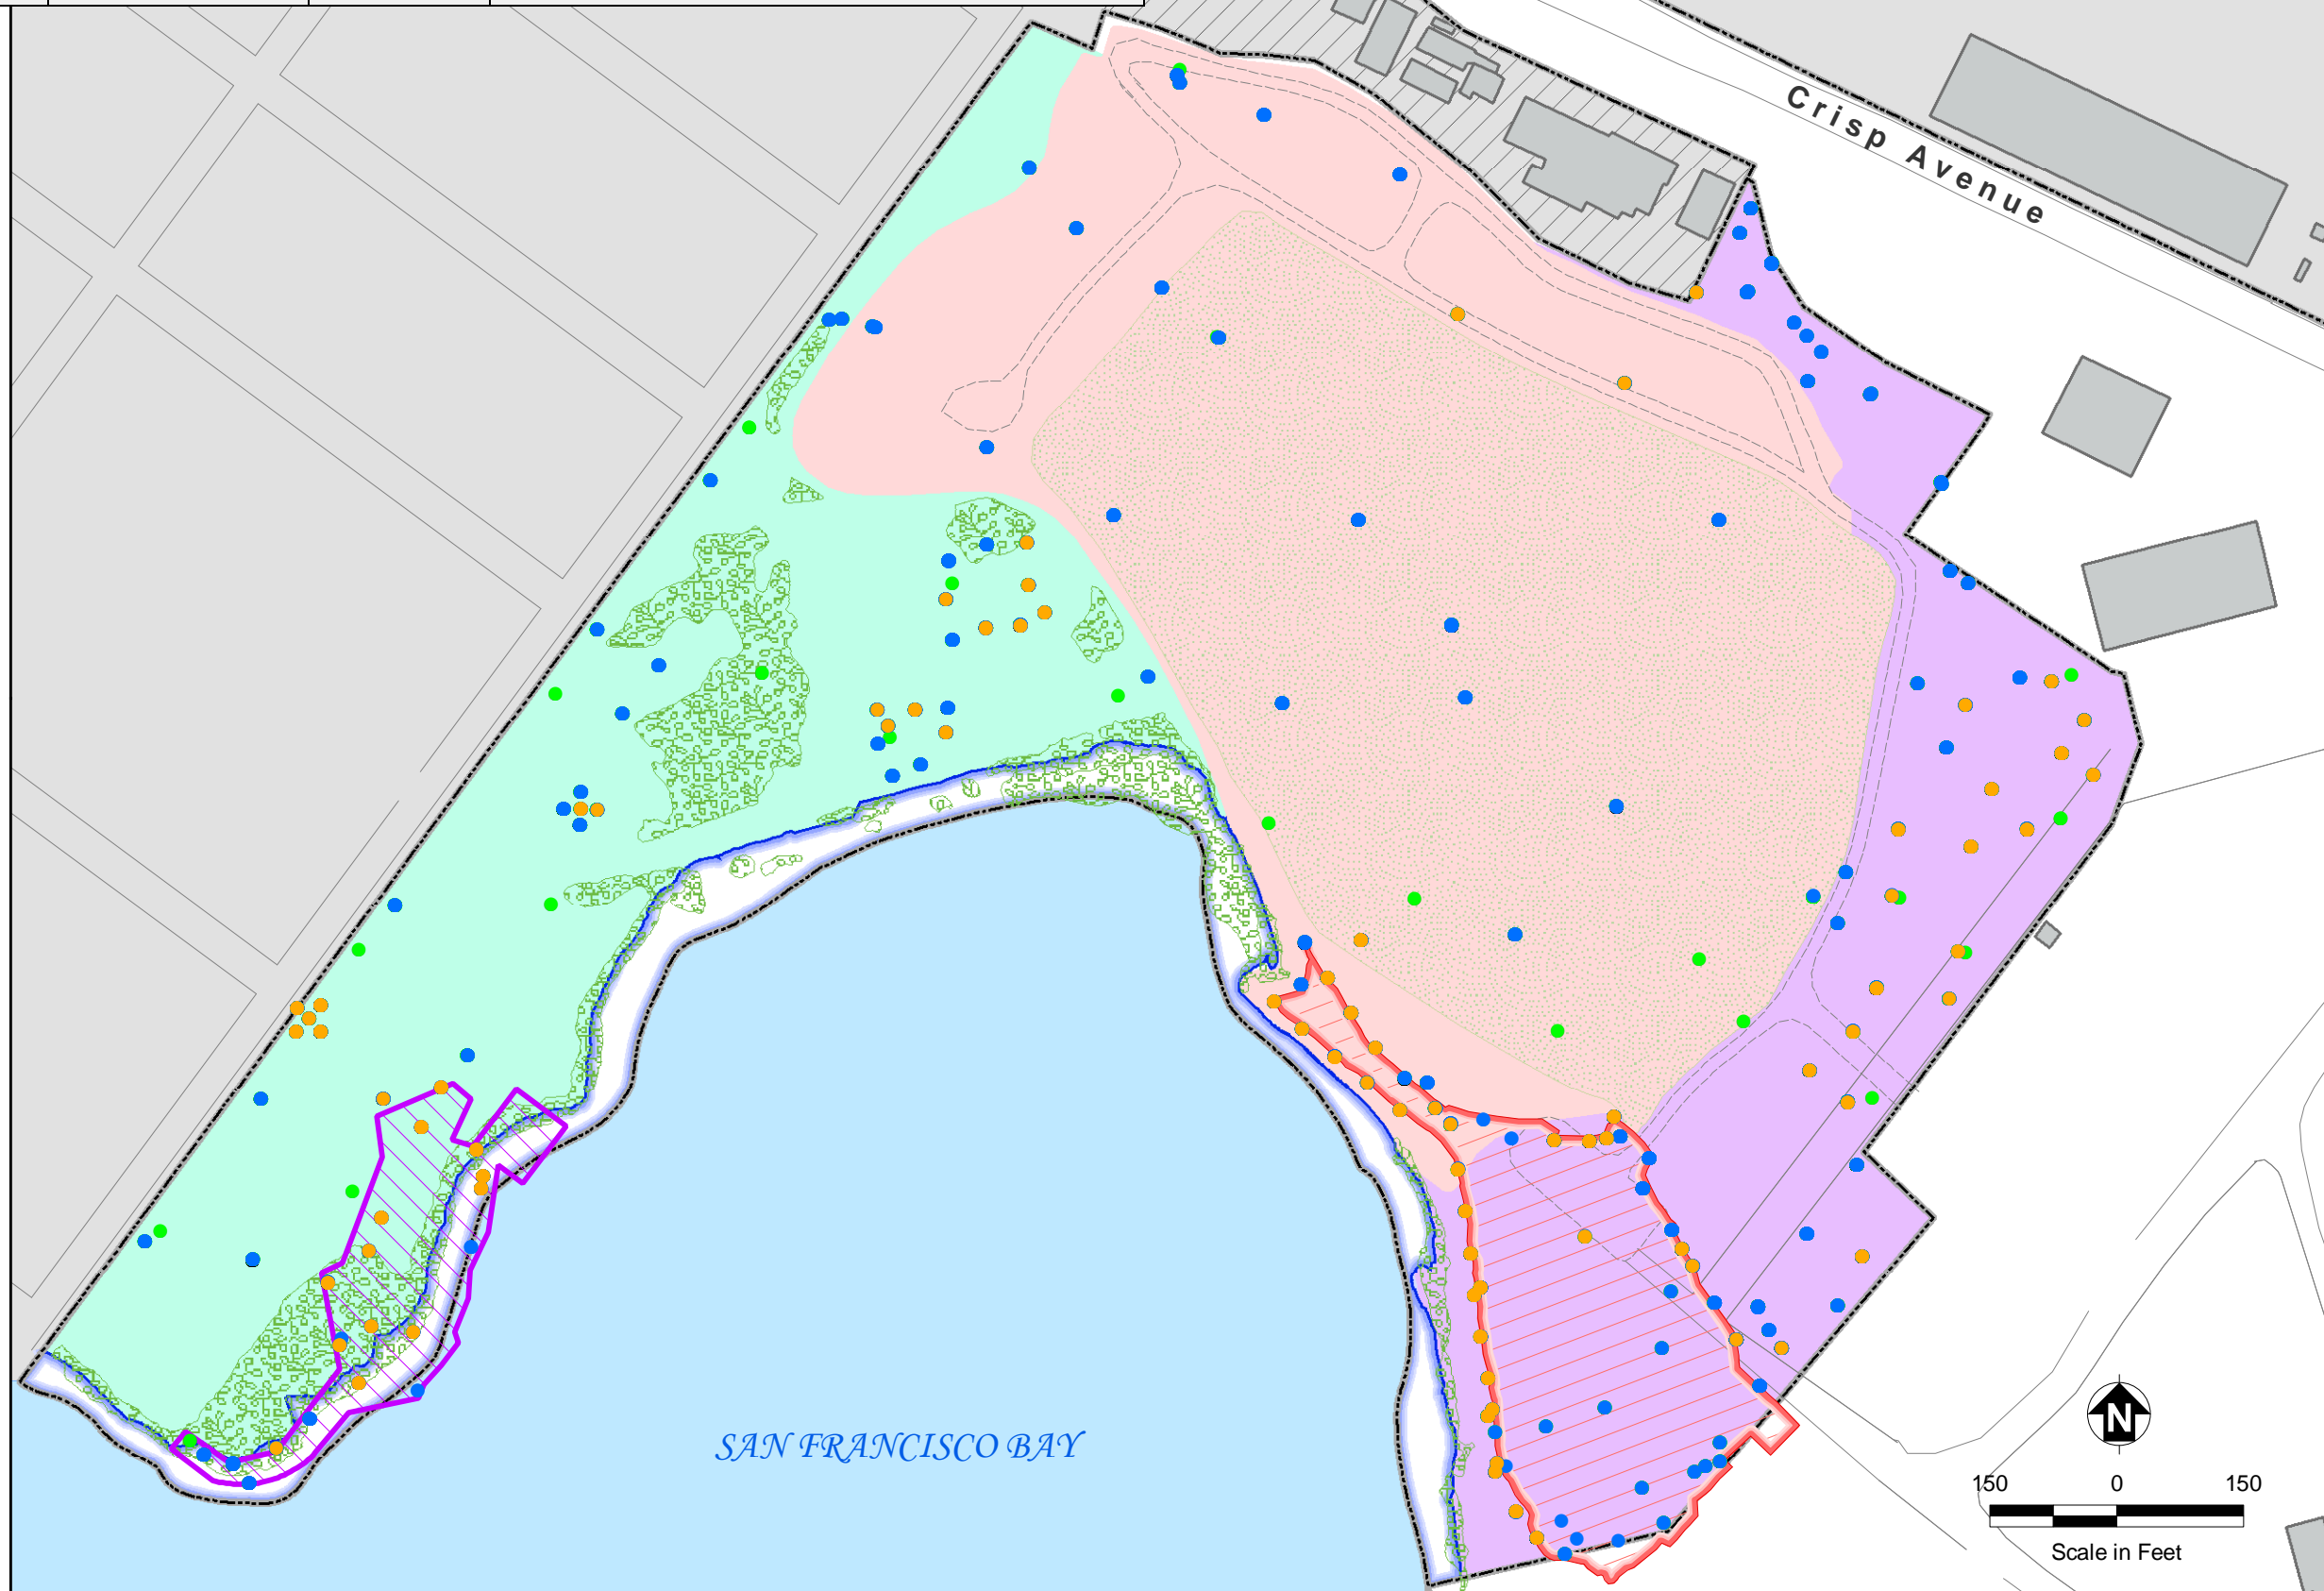 Crisp Avenue
SAN FRANCISCO BAY
N
150 0 150
Scale in Feet